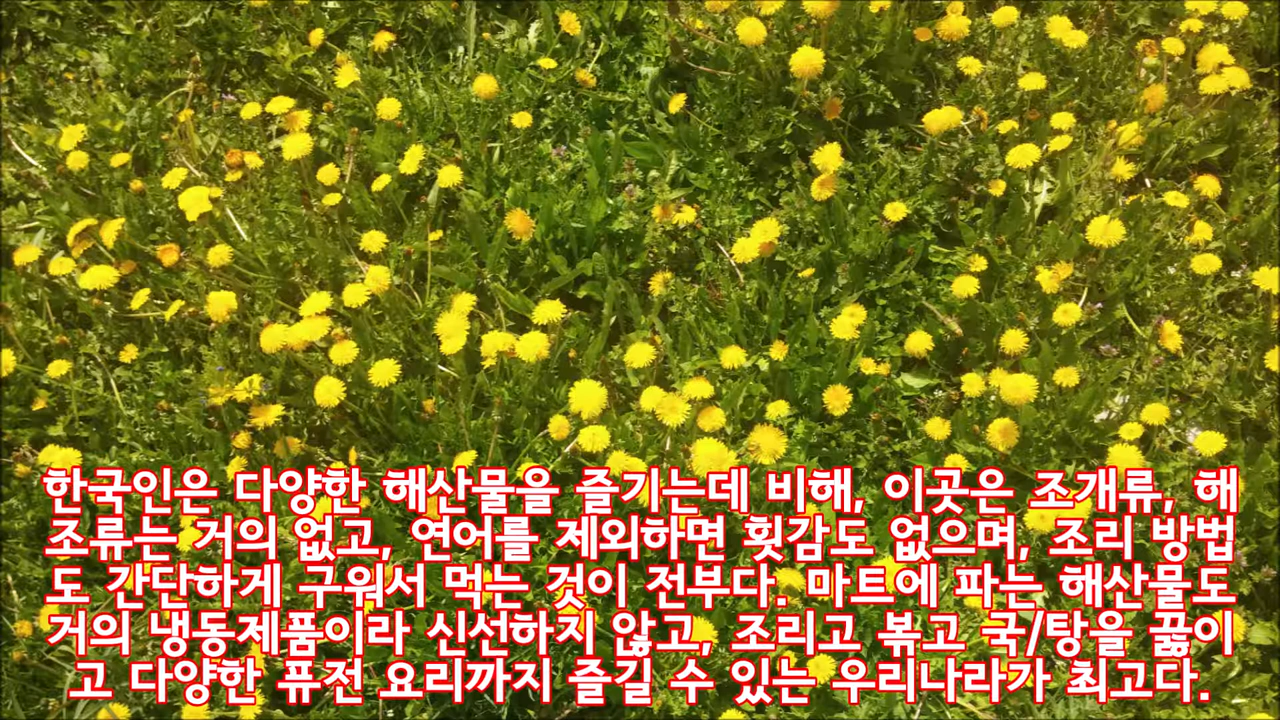 한국인은 다양한 해산물을 즐기는데 비해, 이곳은 조개류, 해
조류는 거의 없고, 연어를 제외하면 횟감도 없으며, 조리 방법
도 간단하게 구워서 먹는 것이 전부다. 마트에 파는 해산물도
거의 냉동제품이라 신선하지 않고, 조리고 볶고 국/탕을 끓이
고 다양한 퓨전 요리까지 즐길 수 있는 우리나라가 최고다.